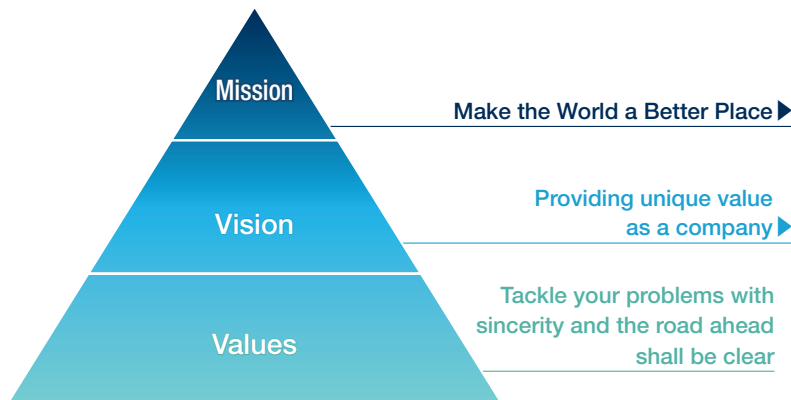 Mission
Make the World a Better Place
Vision
Providing unique value
as a company
Values
Tackle your problems with
sincerity and the road ahead
shall be clear